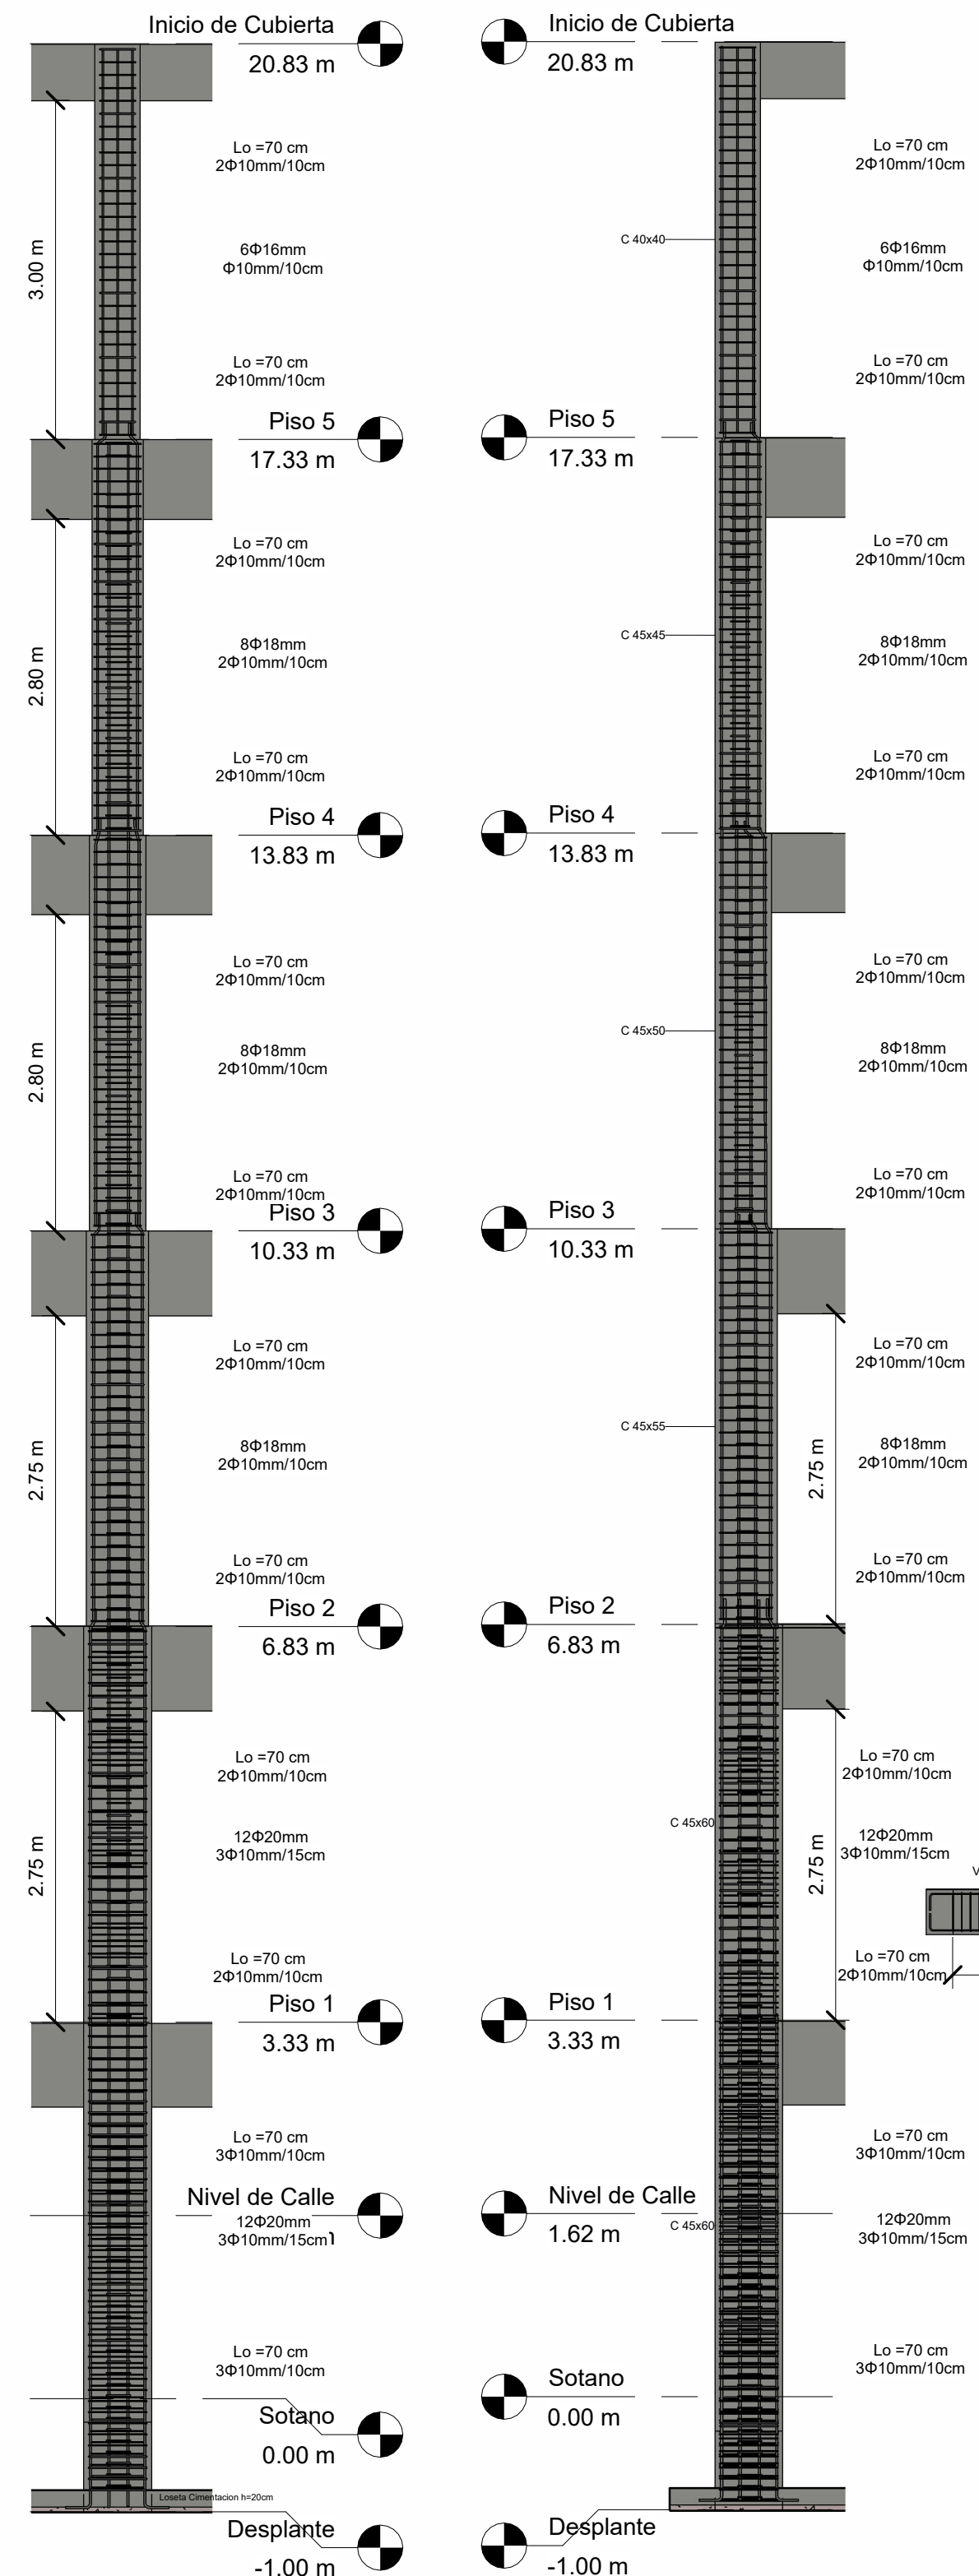 Inicio de Cubierta
20.83 m
Inicio de Cubierta
20.83 m
Lo =70 cm
2Φ10mm/10cm
Lo =70 cm
2Φ10mm/10cm
3.00 m
6Φ16mm
Φ10mm/10cm
C 40x40
6Φ16mm
Φ10mm/10cm
Lo =70 cm
2Φ10mm/10cm
Lo =70 cm
2Φ10mm/10cm
Piso 5
17.33 m
Piso 5
17.33 m
Lo =70 cm
2Φ10mm/10cm
Lo =70 cm
2Φ10mm/10cm
2.80 m
8Φ18mm
2Φ10mm/10cm
C 45x45
8Φ18mm
2Φ10mm/10cm
Lo =70 cm
2Φ10mm/10cm
Lo =70 cm
2Φ10mm/10cm
Piso 4
13.83 m
Piso 4
13.83 m
Lo =70 cm
2Φ10mm/10cm
Lo =70 cm
2Φ10mm/10cm
2.80 m
8Φ18mm
2Φ10mm/10cm
C 45x50
8Φ18mm
2Φ10mm/10cm
Lo =70 cm
2Φ10mm/10cm
Lo =70 cm
2Φ10mm/10cm
Piso 3
10.33 m
Piso 3
10.33 m
Lo =70 cm
2Φ10mm/10cm
Lo =70 cm
2Φ10mm/10cm
2.75 m
8Φ18mm
2Φ10mm/10cm
C 45x55
2.75 m
8Φ18mm
2Φ10mm/10cm
Lo =70 cm
2Φ10mm/10cm
Lo =70 cm
2Φ10mm/10cm
Piso 2
6.83 m
Piso 2
6.83 m
Lo =70 cm
2Φ10mm/10cm
Lo =70 cm
2Φ10mm/10cm
2.75 m
12Φ20mm
3Φ10mm/15cm
C 45x60
2.75 m
12Φ20mm
3Φ10mm/15cm
V
Lo =70 cm
2Φ10mm/10cm
Lo =70 cm
2Φ10mm/10cm
Piso 1
3.33 m
Piso 1
3.33 m
Lo =70 cm
3Φ10mm/10cm
Lo =70 cm
3Φ10mm/10cm
Nivel de Calle
12Φ20mm
3Φ10mm/15cm
Nivel de Calle
1.62 m
C 45x60
12Φ20mm
3Φ10mm/15cm
Lo =70 cm
3Φ10mm/10cm
Lo =70 cm
3Φ10mm/10cm
Sotano
0.00 m
Sotano
0.00 m
Loseta Cimentacion h=20cm
Desplante
-1.00 m
Desplante
-1.00 m